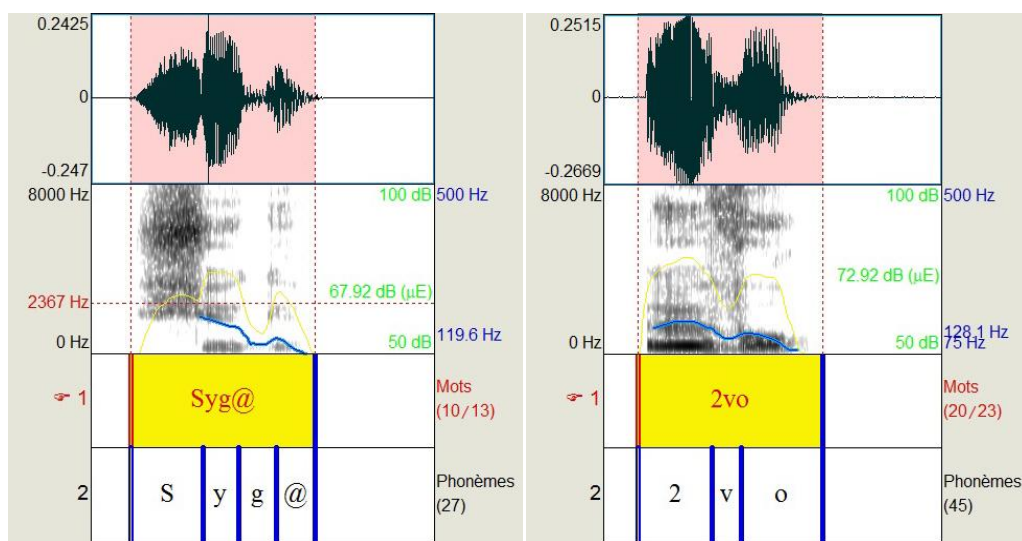 0.2425
0
-0.247
8000 Hz
100 dB
500 Hz
67.92 dB (µE)
2367 Hz
119.6 Hz
0 Hz
50 dB
☞ 1
Syg@
Mots
(10/13)
2
S y g @
Phonèmes
(27)
0.2515
0
-0.2669
8000 Hz
100 dB
500 Hz
72.92 dB (µE)
128.1 Hz
0 Hz
50 dB
75 Hz
☞ 1
2vo
Mots
(20/23)
2
2 v o
Phonèmes
(45)